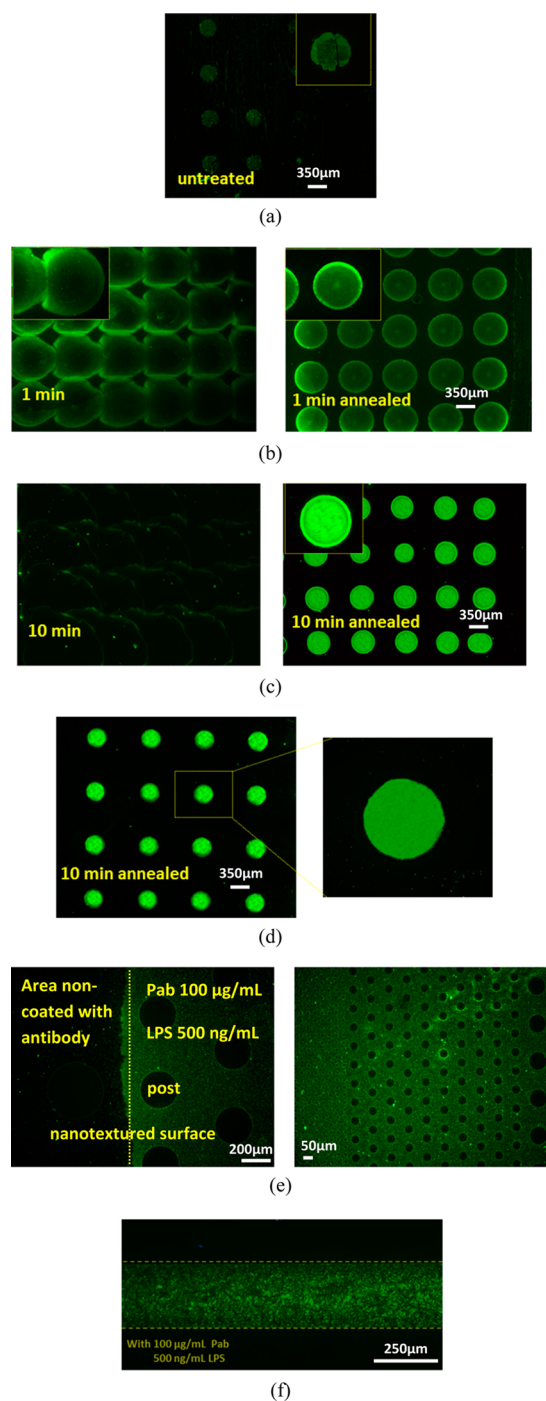 untreated
350µm
(a)
1 min
1 min annealed
350µm
(b)
10 min
10 min annealed
350µm
(c)
10 min annealed
350µm
(d)
Area non-
coated with
antibody
Pab 100 µg/mL
LPS 500 ng/mL
post
nanotextured surface
200µm
50µm
(e)
With 100 µg/mL Pab
500 ng/mL LPS
250µm
(f)